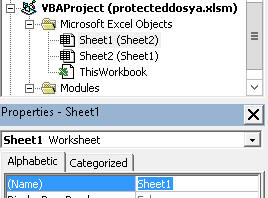 VBAProject (protecteddosya.xlsm)
Microsoft Excel Objects
Sheet1 (Sheet2)
Sheet2 (Sheet1)
ThisWorkbook
Modules
Properties - Sheet1
Sheet1 Worksheet
Alphabetic Categorized
(Name) Sheet1